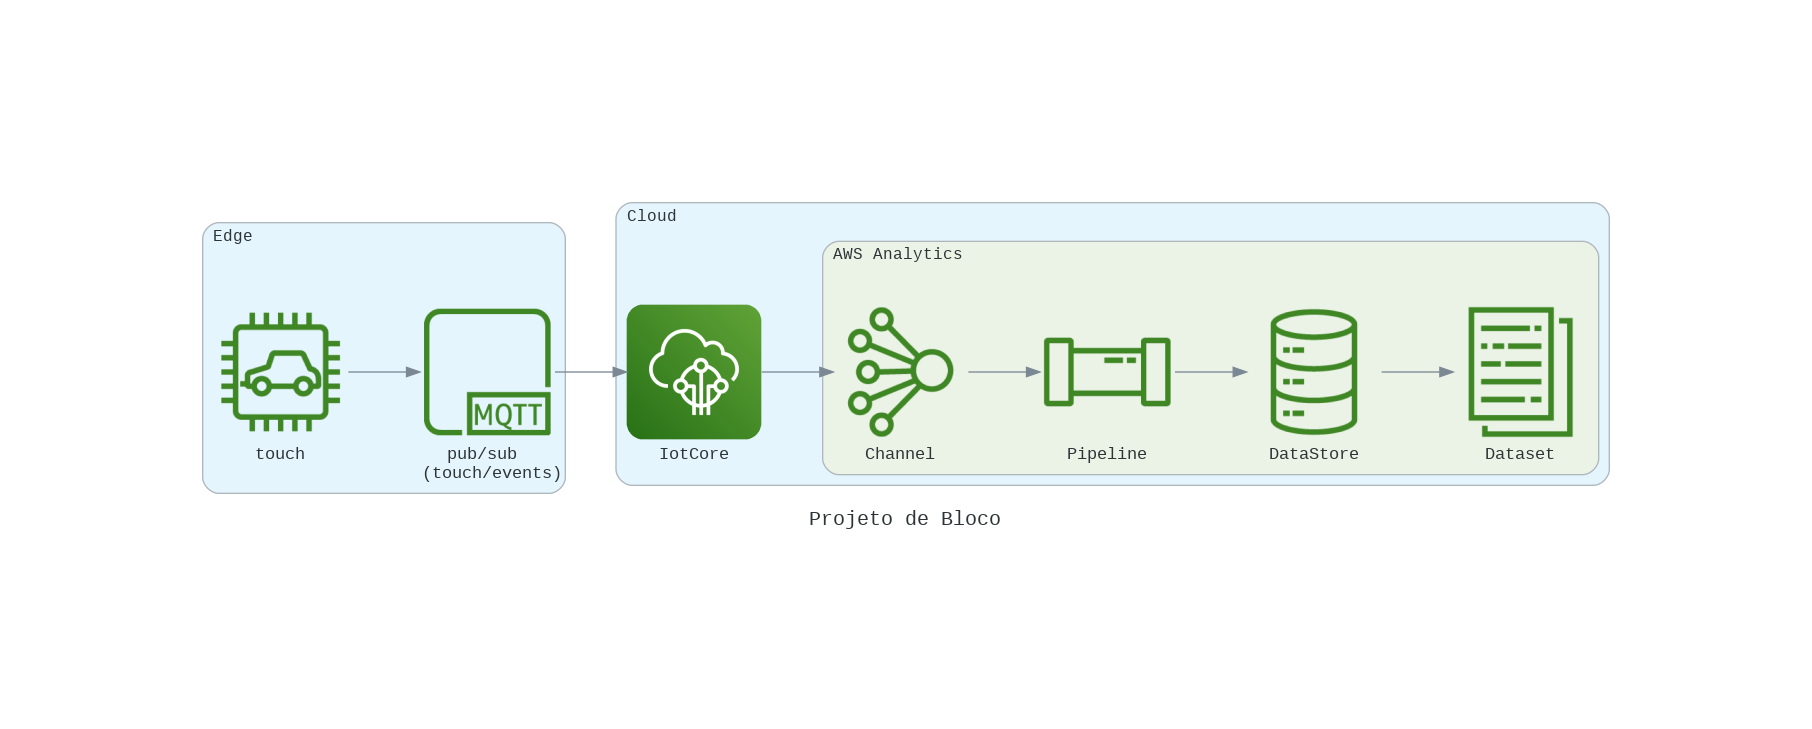 Cloud
Edge
AWS Analytics
MQTT
touch
pub/sub
(touch/events)
IotCore
Channel
Pipeline
DataStore
Dataset
Projeto de Bloco